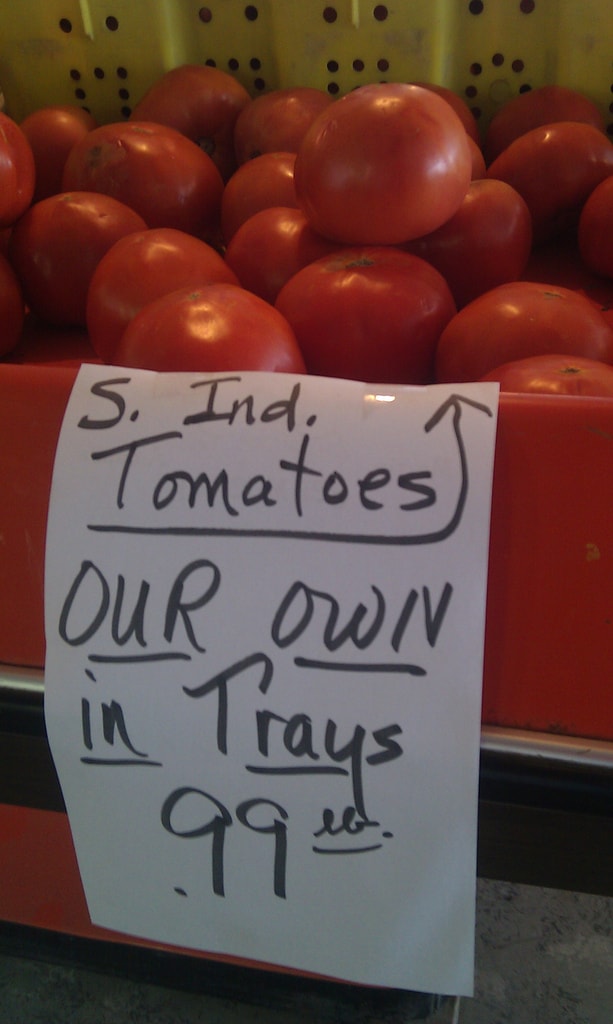 S. Ind.
Tomatoes
OUR OWN
in Trays
.99 lb.